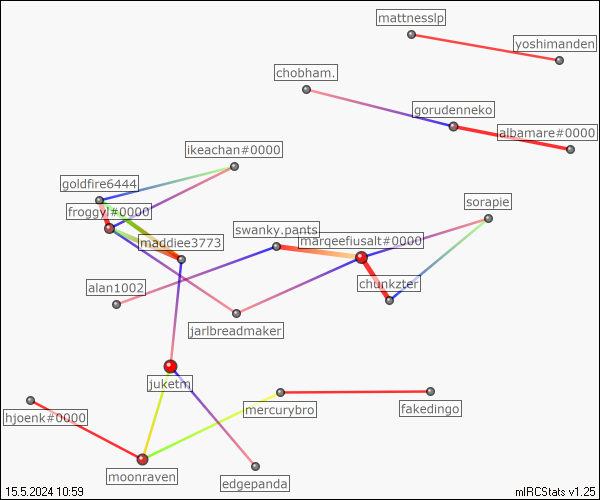 mattnesslp
yoshimanden
chobham.
gorudenneko
albamare#0000
ikeachan#0000
goldfire6444
froggyl#0000
sorapie
swanky.pants
marqeefiusalt#0000
maddiee3773
chunkzter
alan1002
jarlbreadmaker
juketm
mercurybro
fakedingo
hjoenk#0000
moonraven
edgepanda
15.5.2024 10:59
mIRCStats v1.25